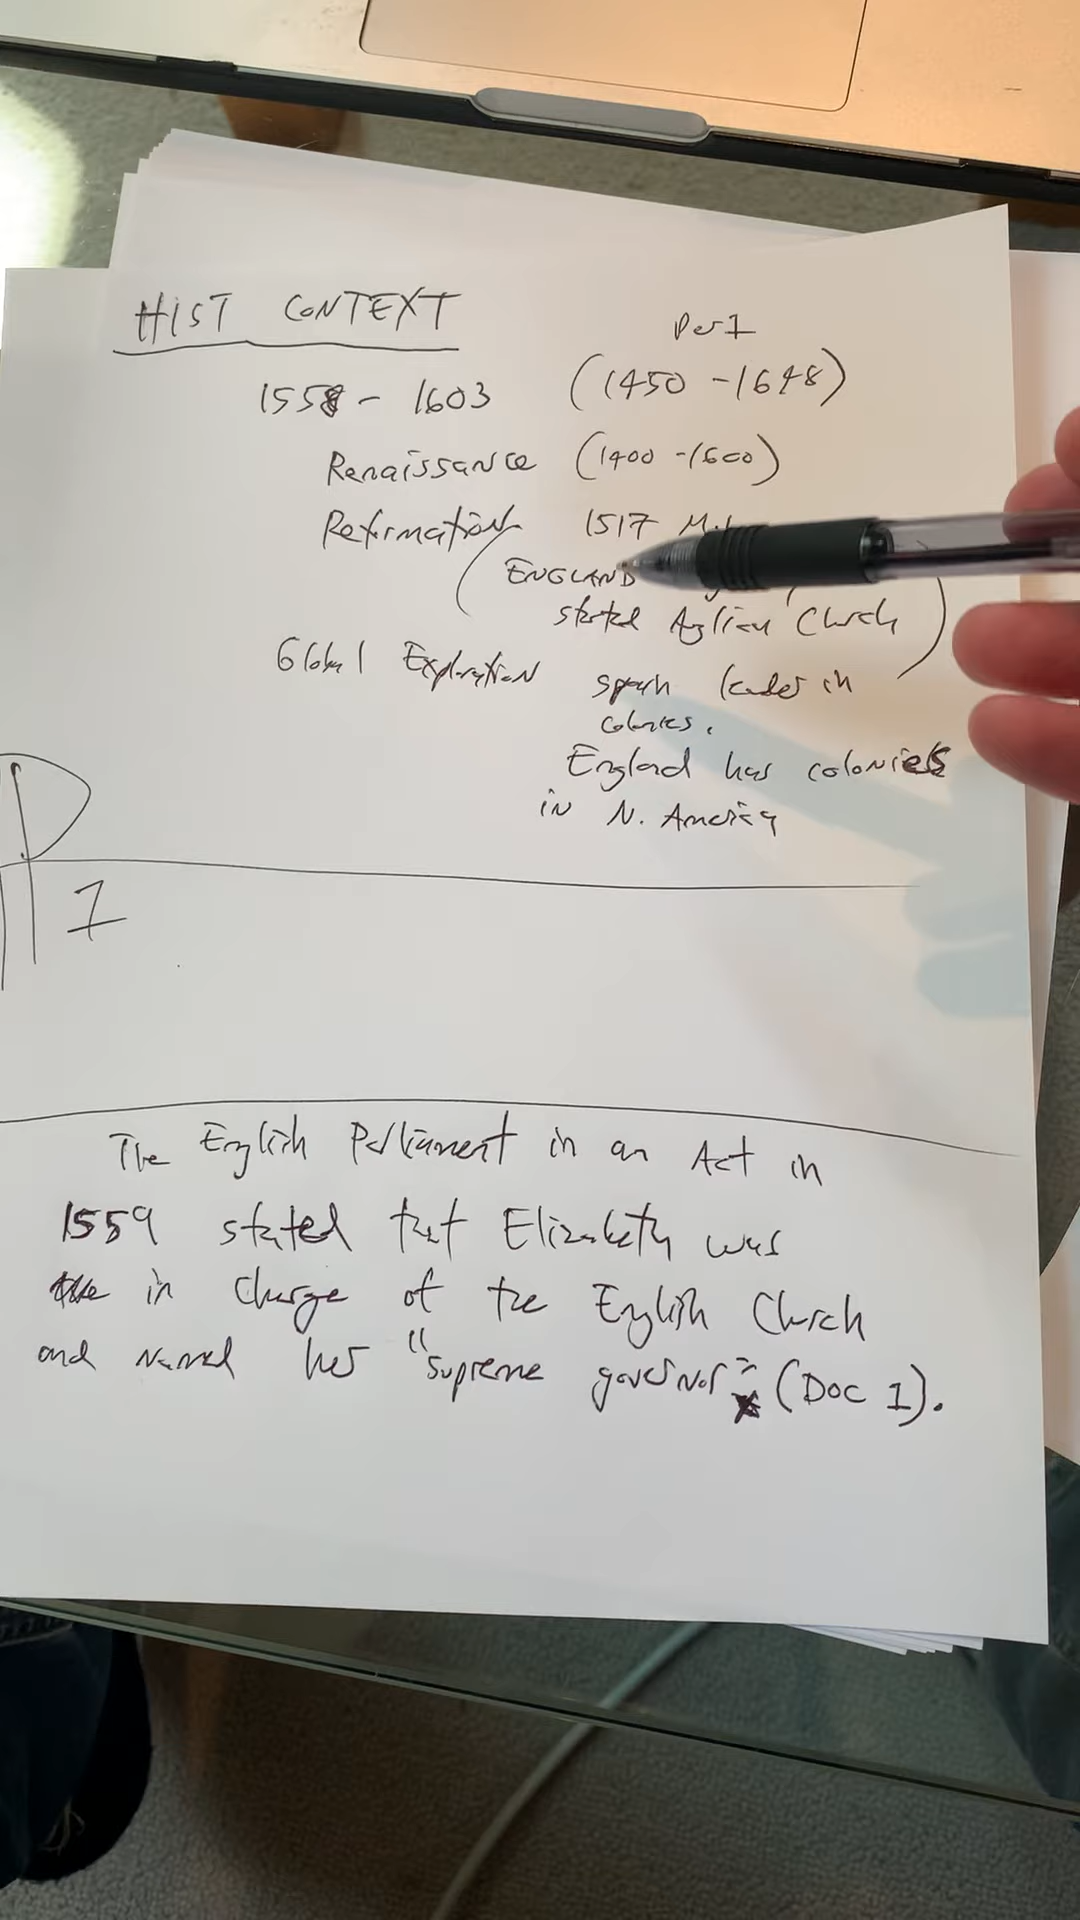 HIST CONTEXT
Per 1
1558 - 1603 (1450 - 1648)
Renaissance (1400 - 1600)
Reformation 1517
(ENGLAND
started Aglian Church)
Global Exploration spain leader in
colonies.
England has colonies
in N. America
1
The English Parliament in an Act in
1559 stated that Elizabeth was
in charge of the English Church
and named her "supreme governor" (Doc 1).